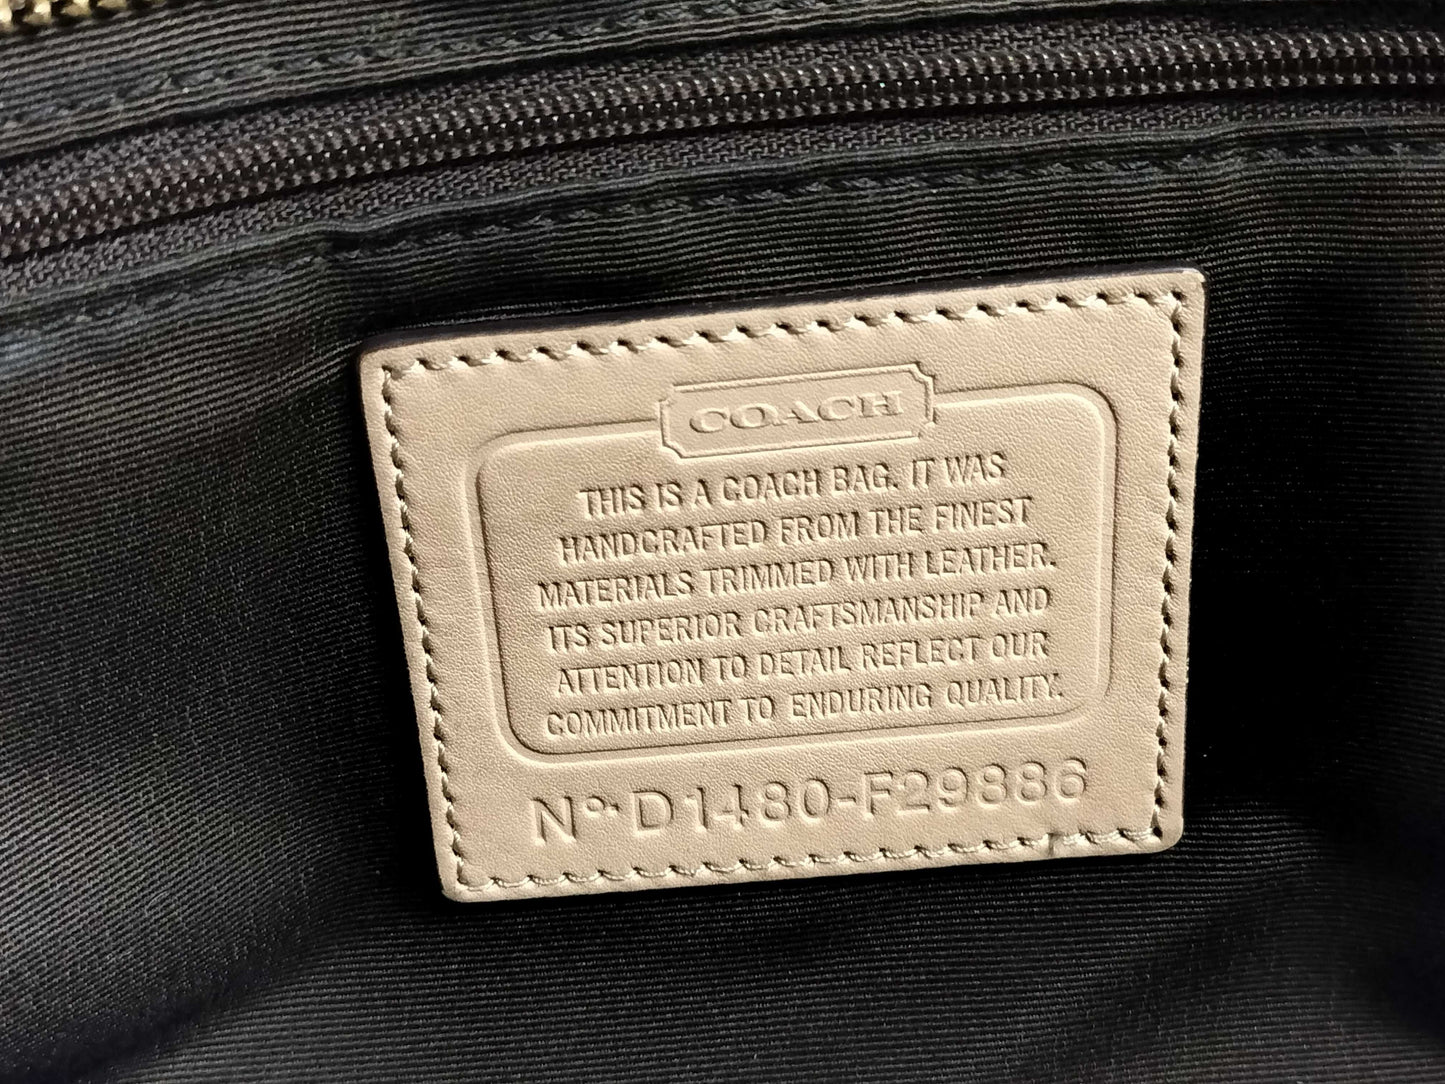 COACH
THIS IS A COACH BAG. IT WAS
HANDCRAFTED FROM THE FINEST
MATERIALS TRIMMED WITH LEATHER.
ITS SUPERIOR CRAFTSMANSHIP AND
ATTENTION TO DETAIL REFLECT OUR
COMMITMENT TO ENDURING QUALITY.
Nº. D1480-F29886